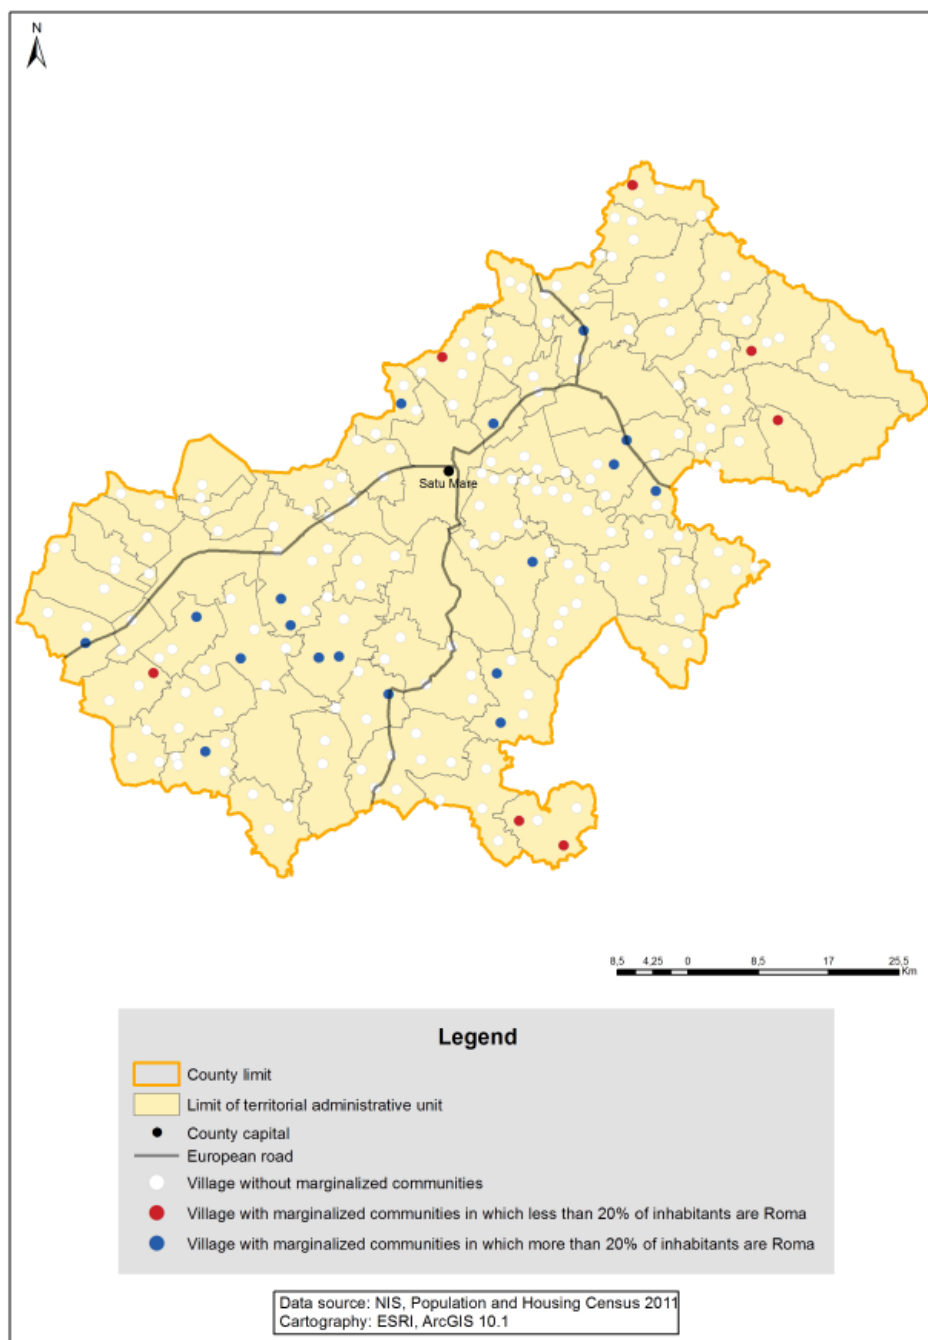 N
Satu Mare
8,5 4,25 0 8,5 17 25,5
Km
Legend
County limit
Limit of territorial administrative unit
County capital
European road
Village without marginalized communities
Village with marginalized communities in which less than 20% of inhabitants are Roma
Village with marginalized communities in which more than 20% of inhabitants are Roma
Data source: NIS, Population and Housing Census 2011
Cartography: ESRI, ArcGIS 10.1